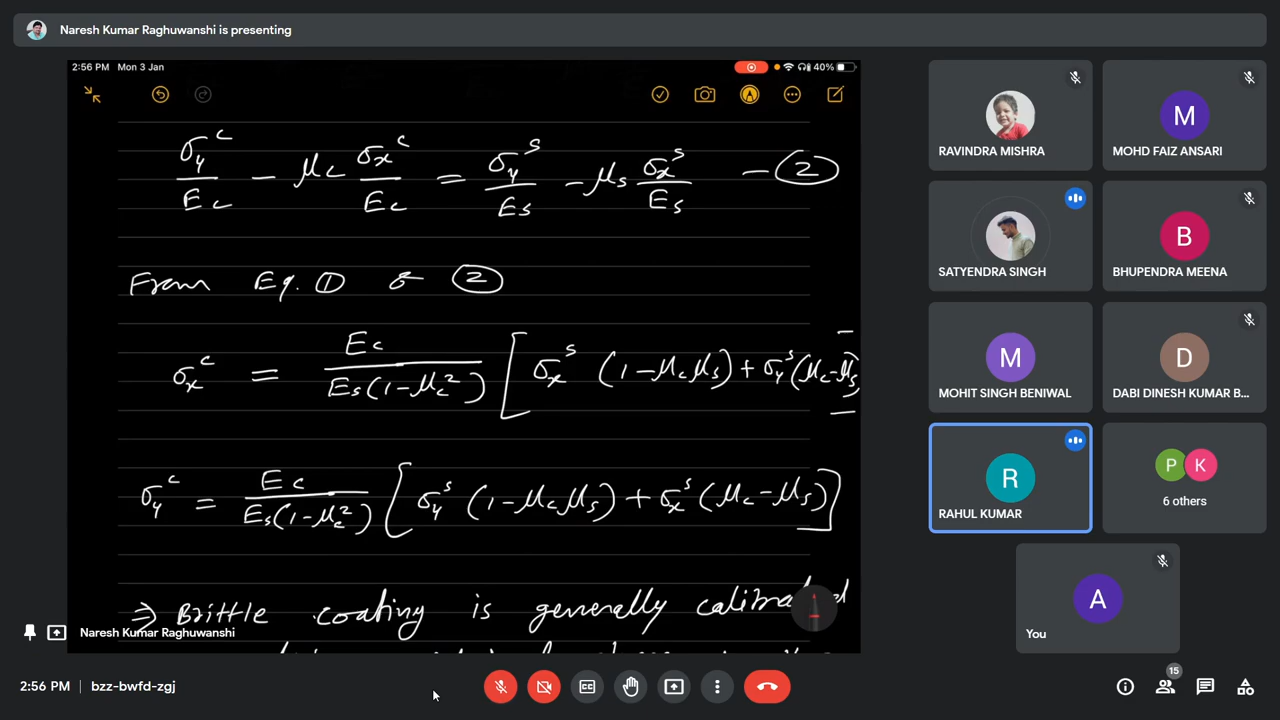 Naresh Kumar Raghuwanshi is presenting
2:56 PM Mon 3 Jan
40%
σy^c/Ec - μc σx^c/Ec = σy^s/Es - μs σx^s/Es - ②
From Eq. ① & ②
σx^c = Ec/Es(1-μc²) [σx^s (1-μcμs) + σy^s (μc-μs)
σy^c = Ec/Es(1-μc²) [σy^s (1-μcμs) + σx^s (μc-μs)]
⇒ Brittle coating is generally calibrated
Naresh Kumar Raghuwanshi
RAVINDRA MISHRA
M
MOHD FAIZ ANSARI
SATYENDRA SINGH
B
BHUPENDRA MEENA
M
MOHIT SINGH BENIWAL
D
DABI DINESH KUMAR B...
R
RAHUL KUMAR
P K
6 others
A
You
2:56 PM | bzz-bwfd-zgj
CC
15